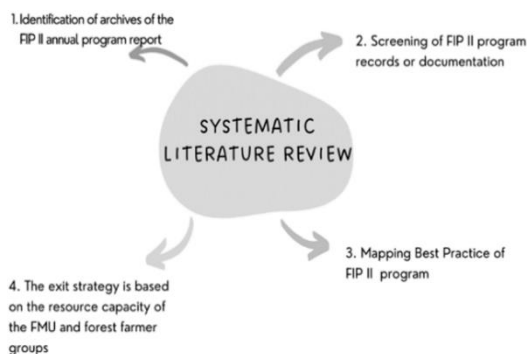 1. Identification of archives of the
FIP II annual program report
2. Screening of FIP II program
records or documentation
SYSTEMATIC
LITERATURE REVIEW
3. Mapping Best Practice of
FIP II program
4. The exit strategy is based
on the resource capacity of
the FMU and forest farmer
groups